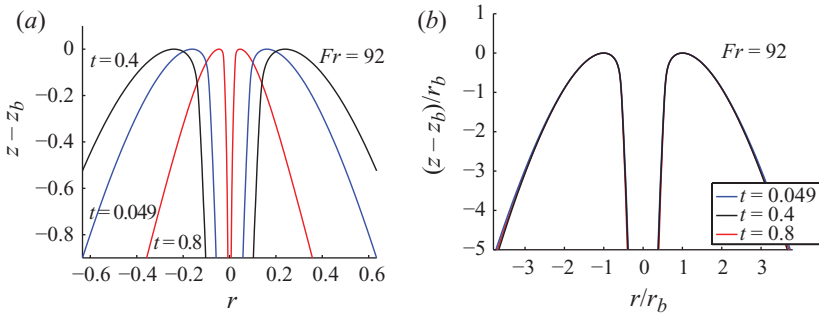 (a)
0
−0.2
−0.4
−0.6
−0.8
z − z_b
t = 0.4
Fr = 92
t = 0.049
t = 0.8
−0.6 −0.4 −0.2 0 0.2 0.4 0.6
r
(b)
1
0
−1
−2
−3
−4
−5
(z − z_b)/r_b
Fr = 92
t = 0.049
t = 0.4
t = 0.8
−3 −2 −1 0 1 2 3
r/r_b